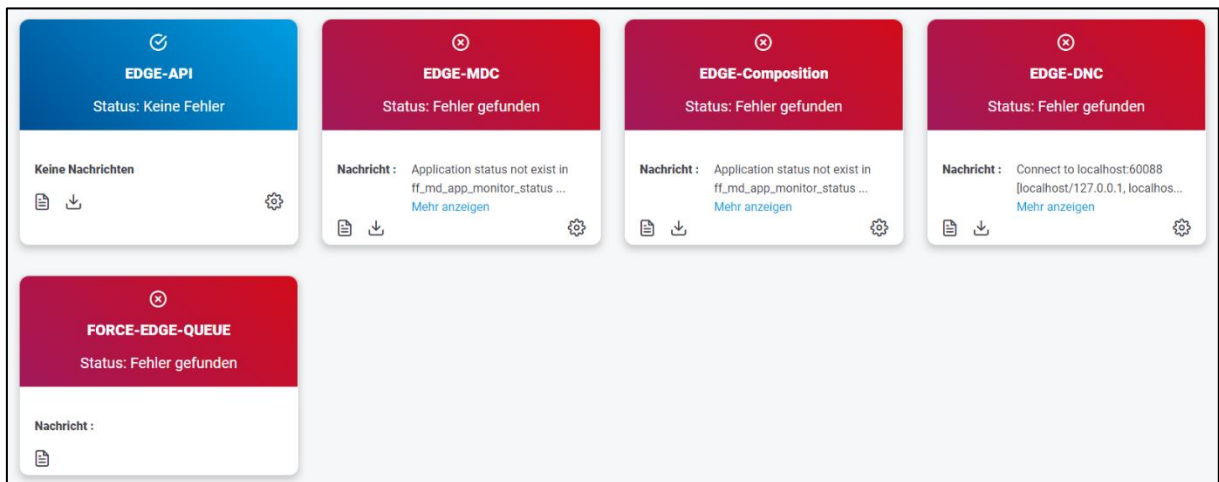 EDGE-API
Status: Keine Fehler
Keine Nachrichten
EDGE-MDC
Status: Fehler gefunden
Nachricht : Application status not exist in
ff_md_app_monitor_status ...
Mehr anzeigen
EDGE-Composition
Status: Fehler gefunden
Nachricht : Application status not exist in
ff_md_app_monitor_status ...
Mehr anzeigen
EDGE-DNC
Status: Fehler gefunden
Nachricht : Connect to localhost:60088
[localhost/127.0.0.1, localhos...
Mehr anzeigen
FORCE-EDGE-QUEUE
Status: Fehler gefunden
Nachricht :